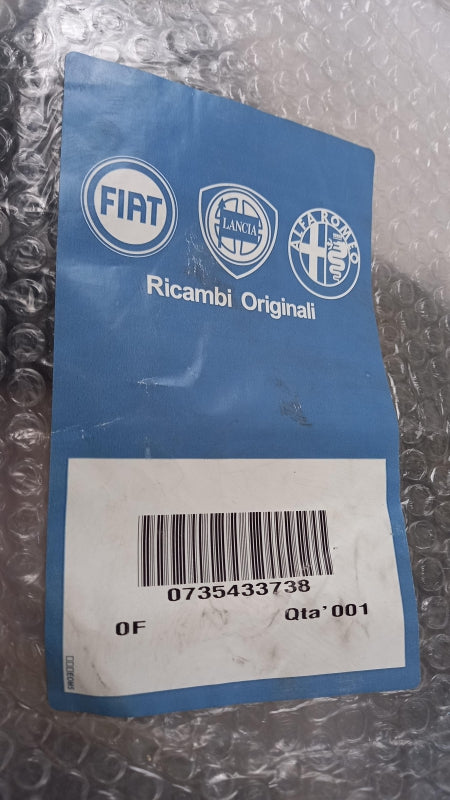 FIAT
LANCIA
ALFA ROMEO
Ricambi Originali
0735433738
0F
Qta'001